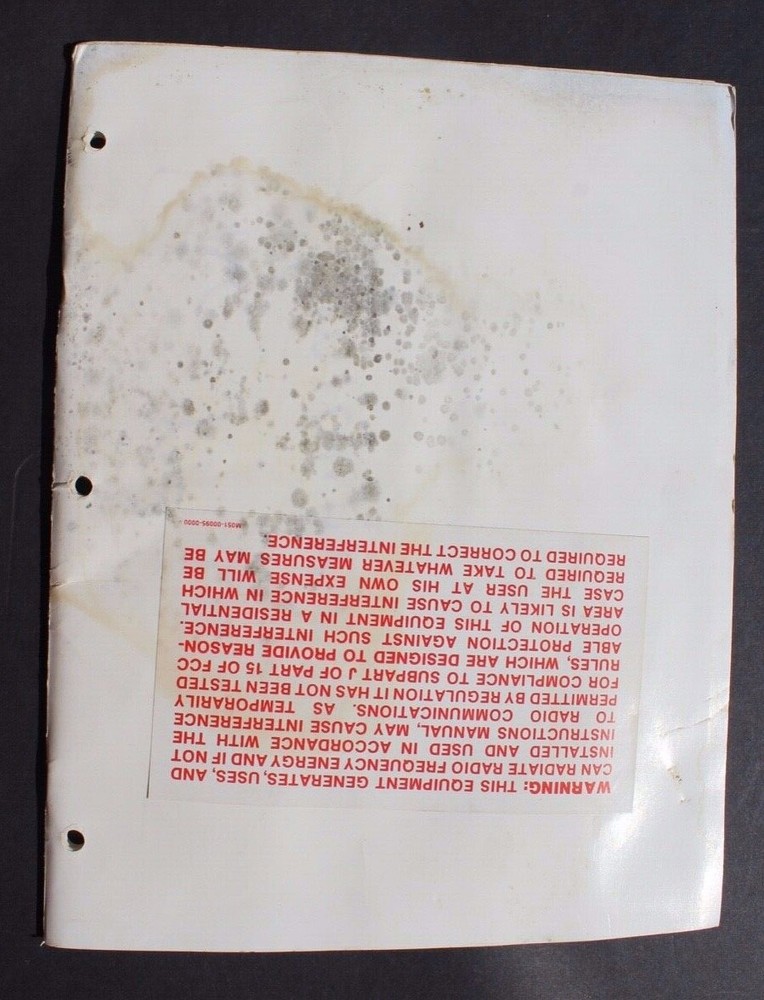 WARNING: THIS EQUIPMENT GENERATES, USES, AND
CAN RADIATE RADIO FREQUENCY ENERGY AND IF NOT
INSTALLED AND USED IN ACCORDANCE WITH THE
INSTRUCTIONS MANUAL, MAY CAUSE INTERFERENCE
TO RADIO COMMUNICATIONS. AS TEMPORARILY
PERMITTED BY REGULATION IT HAS NOT BEEN TESTED
FOR COMPLIANCE TO SUBPART J OF PART 15 OF FCC
RULES, WHICH ARE DESIGNED TO PROVIDE REASON-
ABLE PROTECTION AGAINST SUCH INTERFERENCE.
OPERATION OF THIS EQUIPMENT IN A RESIDENTIAL
AREA IS LIKELY TO CAUSE INTERFERENCE IN WHICH
CASE THE USER AT HIS OWN EXPENSE WILL BE
REQUIRED TO TAKE WHATEVER MEASURES MAY BE
REQUIRED TO CORRECT THE INTERFERENCE.
M051-00095-0000